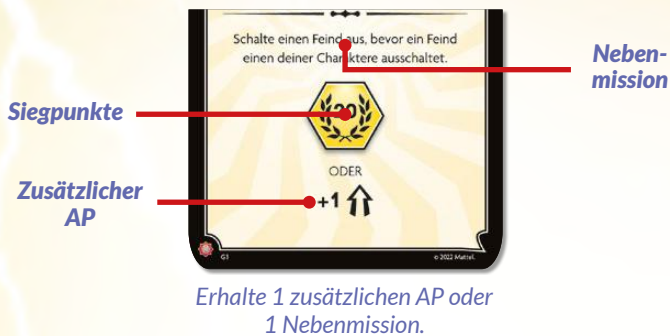 Schalte einen Feind aus, bevor ein Feind
einen deiner Charaktere ausschaltet.
Neben-
mission
Siegpunkte
20
ODER
Zusätzlicher
AP
+1
G3
© 2022 Mattel.
Erhalte 1 zusätzlichen AP oder
1 Nebenmission.